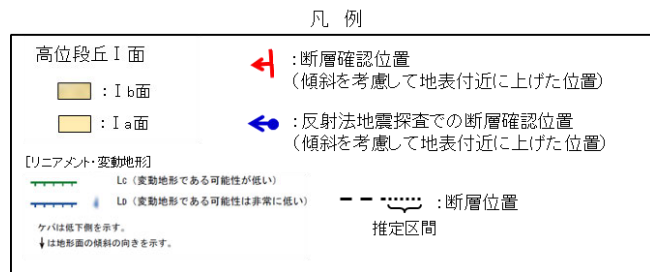 凡 例
高位段丘Ⅰ面
：Ⅰb面
：Ⅰa面
[リニアメント・変動地形]
Lc（変動地形である可能性が低い）
LD（変動地形である可能性は非常に低い）
ケバは低下側を示す。
↓は地形面の傾斜の向きを示す。
：断層確認位置
（傾斜を考慮して地表付近に上げた位置）
：反射法地震探査での断層確認位置
（傾斜を考慮して地表付近に上げた位置）
：断層位置
推定区間